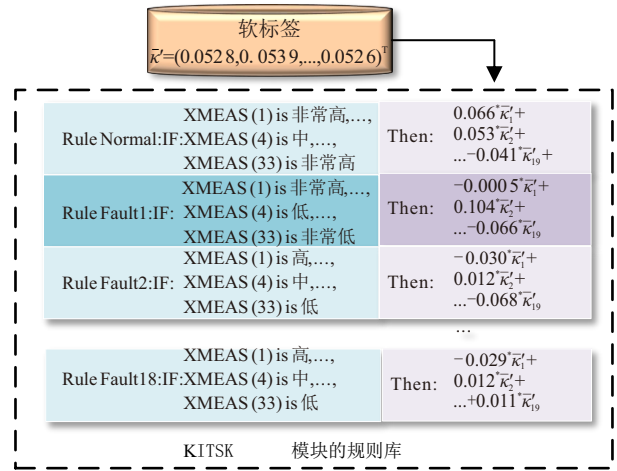 软标签
κ̄′=(0.0528,0.0539,...,0.0526)ᵀ
XMEAS (1) is 非常高,...,
Rule Normal:IF:XMEAS (4) is 中,...,
XMEAS (33) is 非常高
Then:
0.066*κ̄′₁+
0.053*κ̄′₂+
...−0.041*κ̄′₁₉+
XMEAS (1) is 非常高,...,
Rule Fault1:IF: XMEAS (4) is 低,...,
XMEAS (33) is 非常低
Then:
−0.0005*κ̄′₁+
0.104*κ̄′₂+
...−0.066*κ̄′₁₉
XMEAS (1) is 高,...,
Rule Fault2:IF: XMEAS (4) is 中,...,
XMEAS (33) is 低
Then:
−0.030*κ̄′₁+
0.012*κ̄′₂+
...−0.068*κ̄′₁₉
...
XMEAS (1) is 高,...,
Rule Fault18:IF:XMEAS (4) is 中,...,
XMEAS (33) is 低
Then:
−0.029*κ̄′₁+
0.012*κ̄′₂+
...+0.011*κ̄′₁₉
KITSK 模块的规则库